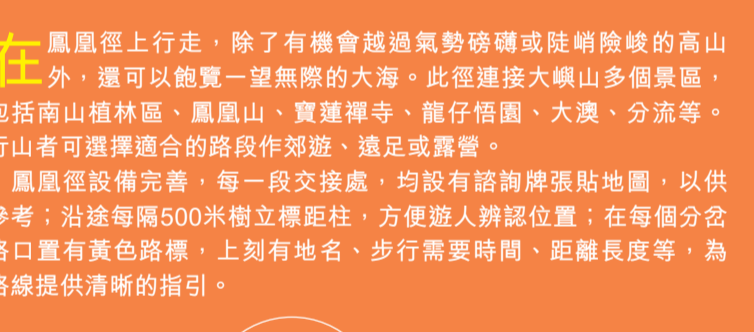 在鳳凰徑上行走，除了有機會越過氣勢磅礴或陡峭險峻的高山
外，還可以飽覽一望無際的大海。此徑連接大嶼山多個景區，
包括南山植林區、鳳凰山、寶蓮禪寺、龍仔悟園、大澳、分流等。
行山者可選擇適合的路段作郊遊、遠足或露營。
鳳凰徑設備完善，每一段交接處，均設有諮詢牌張貼地圖，以供
參考；沿途每隔500米樹立標距柱，方便遊人辨認位置；在每個分岔
路口置有黃色路標，上刻有地名、步行需要時間、距離長度等，為
路線提供清晰的指引。